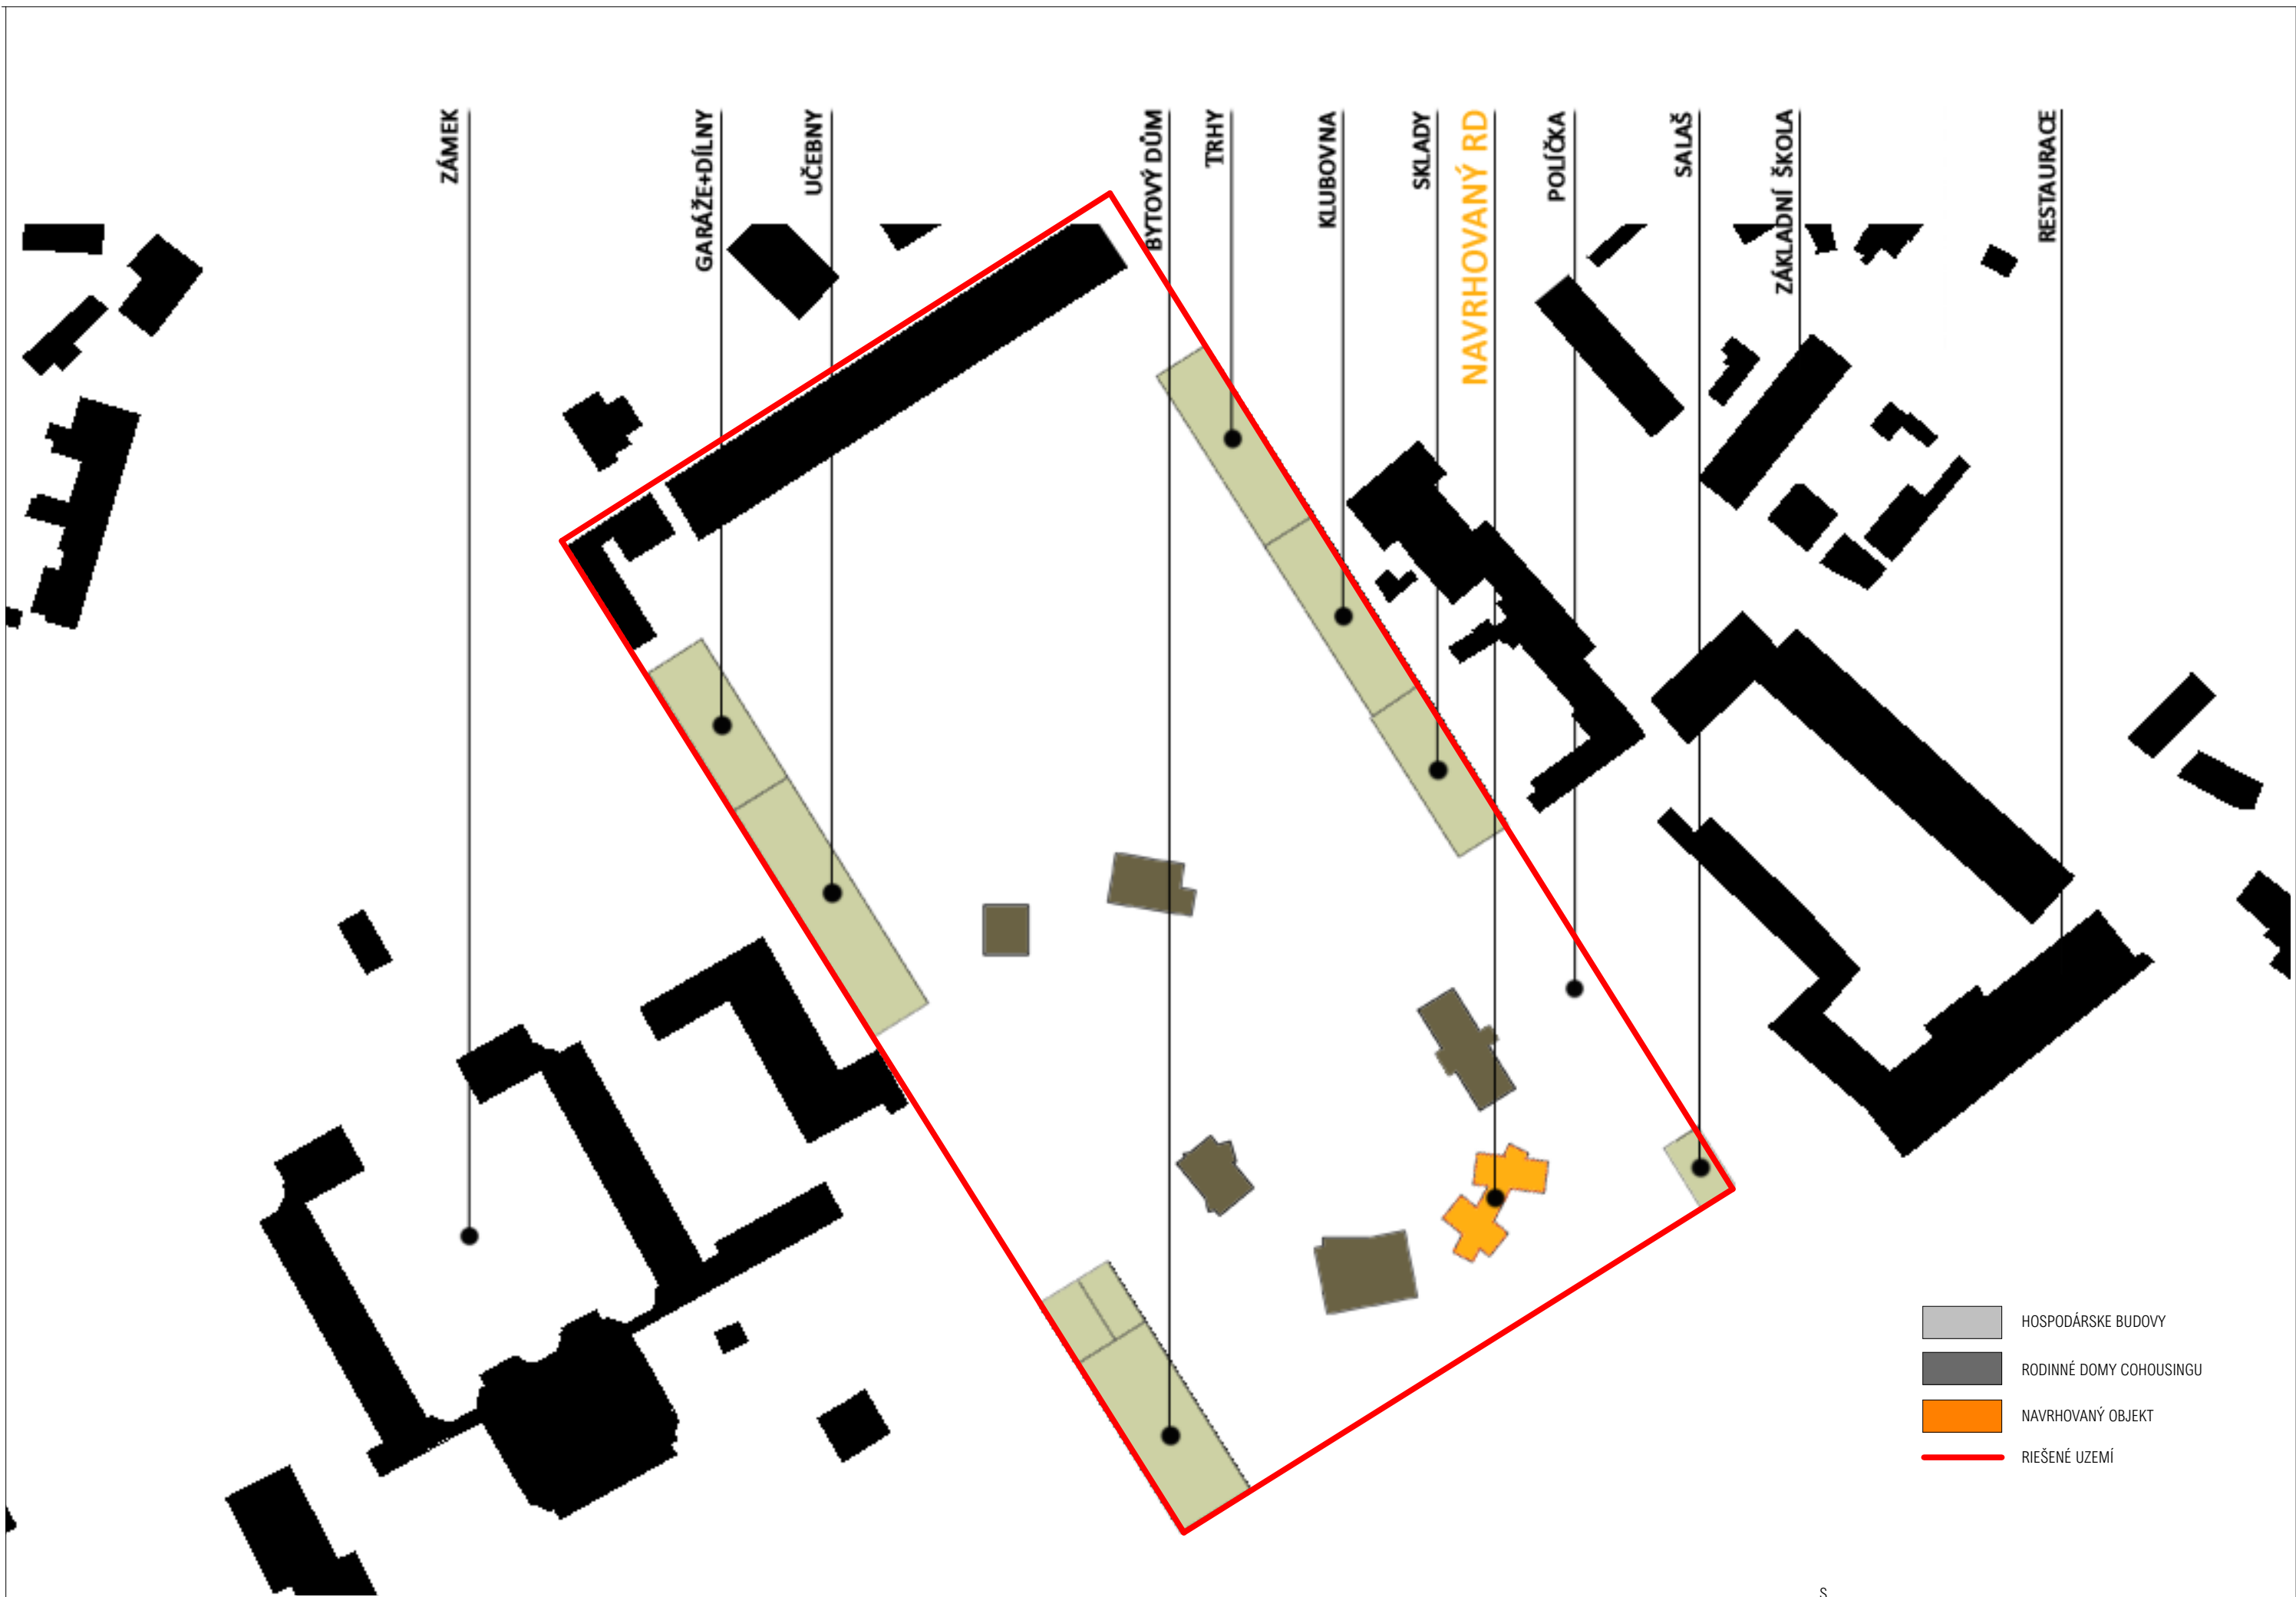 ZÁMEK
GARÁŽE+DÍLNY
UČEBNY
BYTOVÝ DŮM
TRHY
KLUBOVNA
SKLADY
NAVRHOVANÝ RD
POLÍČKA
SALAŠ
ZÁKLADNÍ ŠKOLA
RESTAURACE
HOSPODÁRSKE BUDOVY
RODINNÉ DOMY COHOUSINGU
NAVRHOVANÝ OBJEKT
RIEŠENÉ UZEMÍ
S